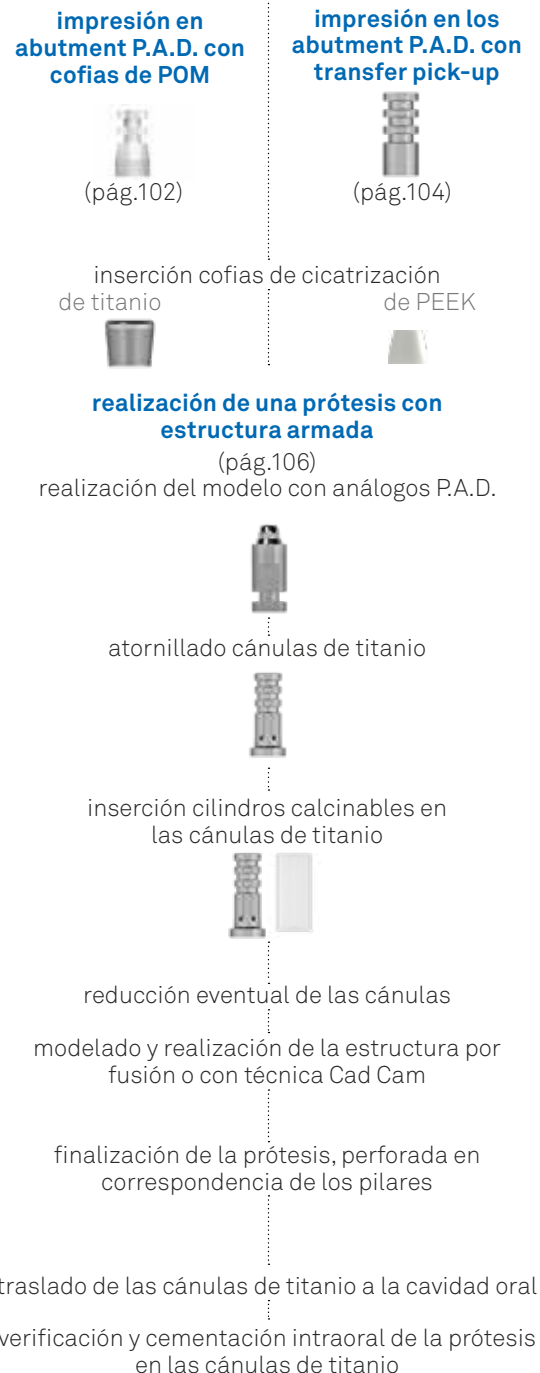 impresión en
abutment P.A.D. con
cofias de POM
(pág.102)
impresión en los
abutment P.A.D. con
transfer pick-up
(pág.104)
inserción cofias de cicatrización
de titanio
de PEEK
realización de una prótesis con
estructura armada
(pág.106)
realización del modelo con análogos P.A.D.
atornillado cánulas de titanio
inserción cilindros calcinables en
las cánulas de titanio
reducción eventual de las cánulas
modelado y realización de la estructura por
fusión o con técnica Cad Cam
finalización de la prótesis, perforada en
correspondencia de los pilares
traslado de las cánulas de titanio a la cavidad oral
verificación y cementación intraoral de la prótesis
en las cánulas de titanio